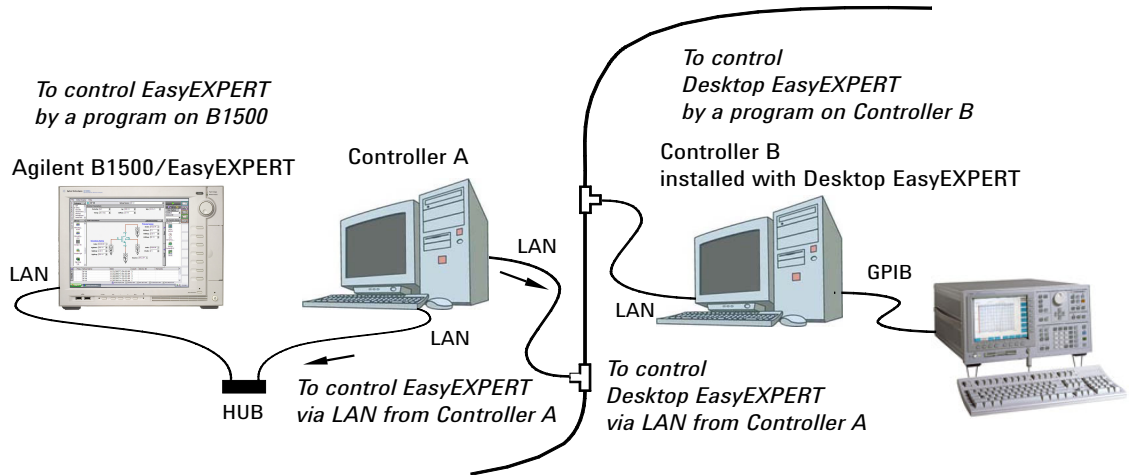 To control EasyEXPERT
by a program on B1500
Agilent B1500/EasyEXPERT
LAN
HUB
Controller A
LAN
LAN
To control EasyEXPERT
via LAN from Controller A
To control
Desktop EasyEXPERT
by a program on Controller B
Controller B
installed with Desktop EasyEXPERT
LAN
GPIB
To control
Desktop EasyEXPERT
via LAN from Controller A